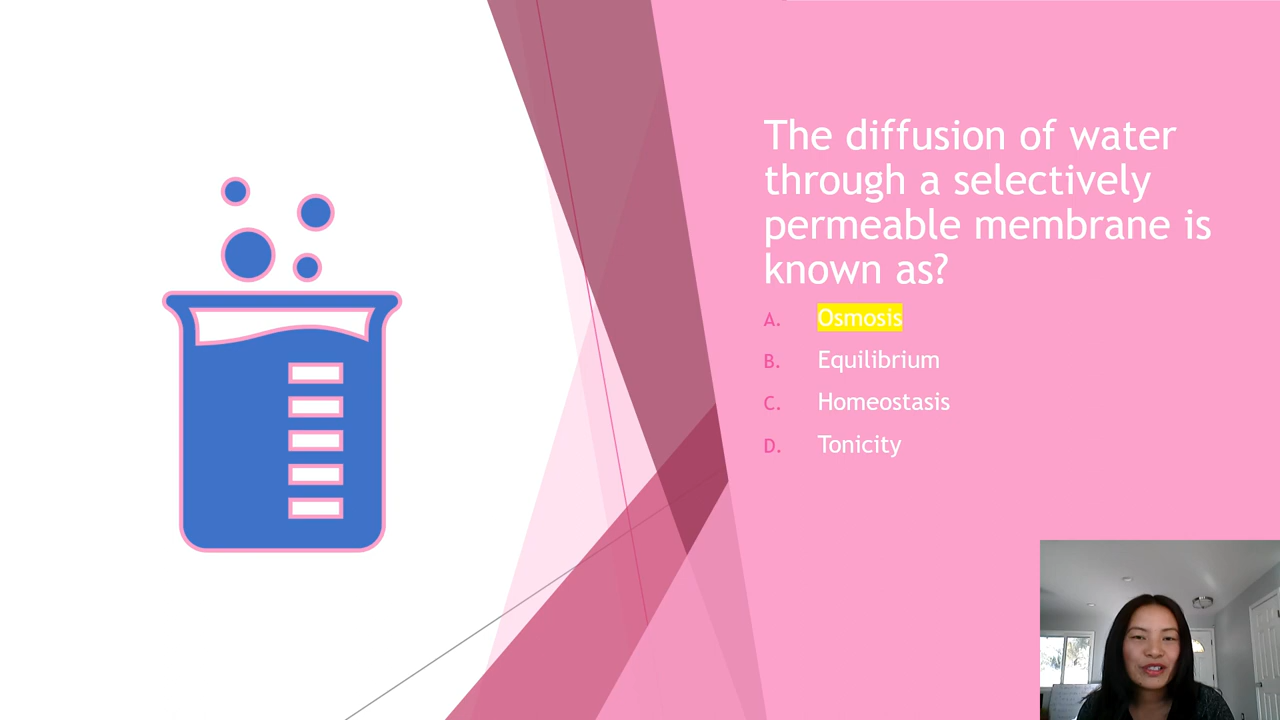 The diffusion of water
through a selectively
permeable membrane is
known as?
A. Osmosis
B. Equilibrium
C. Homeostasis
D. Tonicity